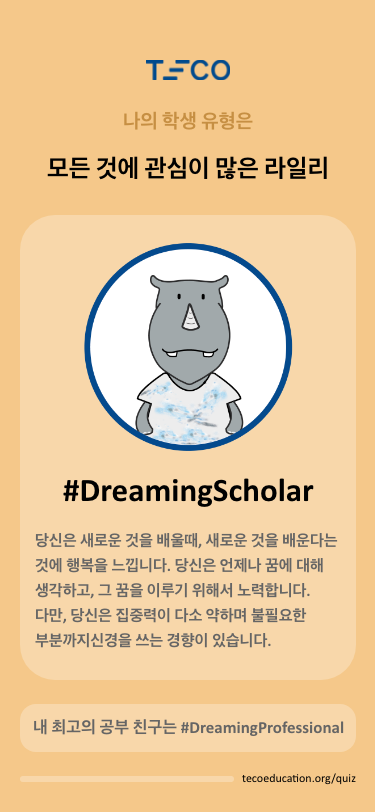 TECO
나의 학생 유형은
모든 것에 관심이 많은 라일리
#DreamingScholar
당신은 새로운 것을 배울때, 새로운 것을 배운다는
것에 행복을 느낍니다. 당신은 언제나 꿈에 대해
생각하고, 그 꿈을 이루기 위해서 노력합니다.
다만, 당신은 집중력이 다소 약하며 불필요한
부분까지신경을 쓰는 경향이 있습니다.
내 최고의 공부 친구는 #DreamingProfessional
tecoeducation.org/quiz